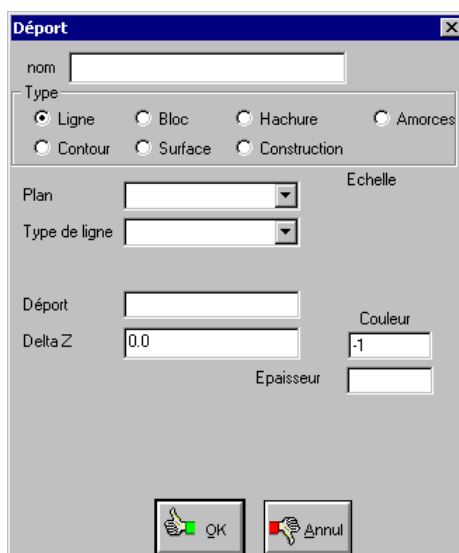 Déport
nom
Type
Ligne Bloc Hachure Amorces
Contour Surface Construction
Echelle
Plan
Type de ligne
Déport
Couleur
Delta Z 0.0 -1
Epaisseur
OK Annul